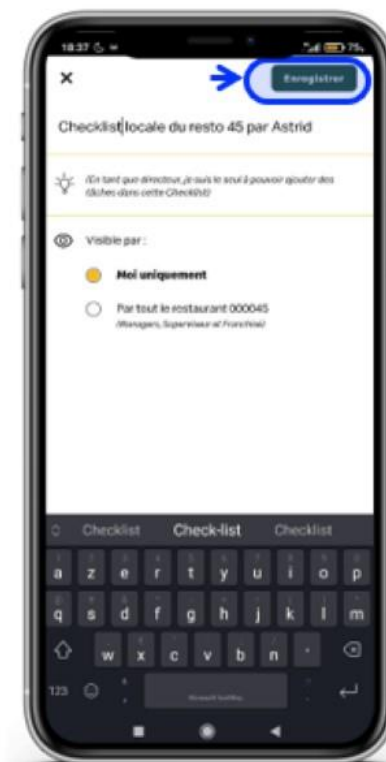 18:37
75%
Enregistrer
Checklist locale du resto 45 par Astrid
(En tant que directeur, je suis le seul à pouvoir ajouter des
tâches dans cette Checklist)
Visible par :
Moi uniquement
Par tout le restaurant 000045
(Managers, Superviseur et Franchisé)
Checklist Check-list Checklist
a z e r t y u i o p
q s d f g h j k l m
w x c v b n '
123 ,